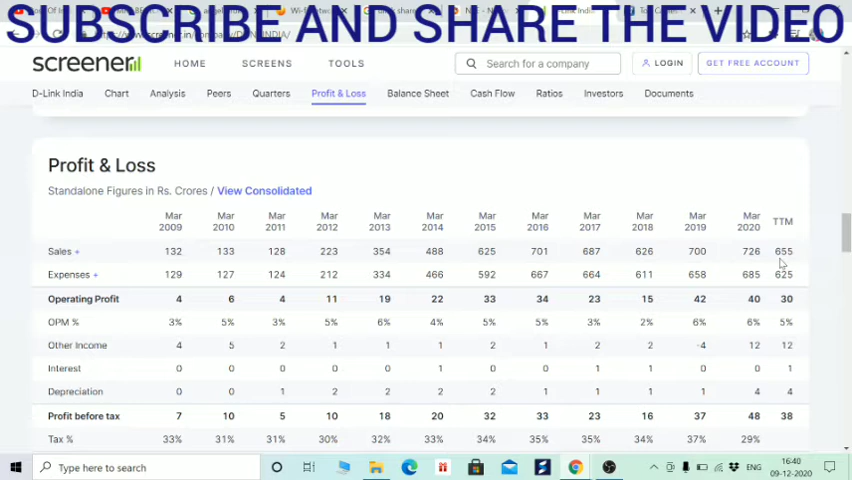 SUBSCRIBE AND SHARE THE VIDEO
screener
HOME
SCREENS
TOOLS
Search for a company
LOGIN
GET FREE ACCOUNT
D-Link India
Chart
Analysis
Peers
Quarters
Profit & Loss
Balance Sheet
Cash Flow
Ratios
Investors
Documents
Profit & Loss
Standalone Figures in Rs. Crores / View Consolidated
Mar 2009 Mar 2010 Mar 2011 Mar 2012 Mar 2013 Mar 2014 Mar 2015 Mar 2016 Mar 2017 Mar 2018 Mar 2019 Mar 2020 TTM
Sales + 132 133 128 223 354 488 625 701 687 626 700 726 655
Expenses + 129 127 124 212 334 466 592 667 664 611 658 685 625
Operating Profit 4 6 4 11 19 22 33 34 23 15 42 40 30
OPM % 3% 5% 3% 5% 6% 4% 5% 5% 3% 2% 6% 6% 5%
Other Income 4 5 2 1 1 1 2 1 2 2 -4 12 12
Interest 0 0 0 0 0 1 0 0 1 1 0 0 1
Depreciation 0 0 1 2 2 2 2 1 1 1 1 4 4
Profit before tax 7 10 5 10 18 20 32 33 23 16 37 48 38
Tax % 33% 31% 31% 30% 32% 33% 34% 35% 35% 34% 37% 29%
Type here to search
ENG
16:40
09-12-2020